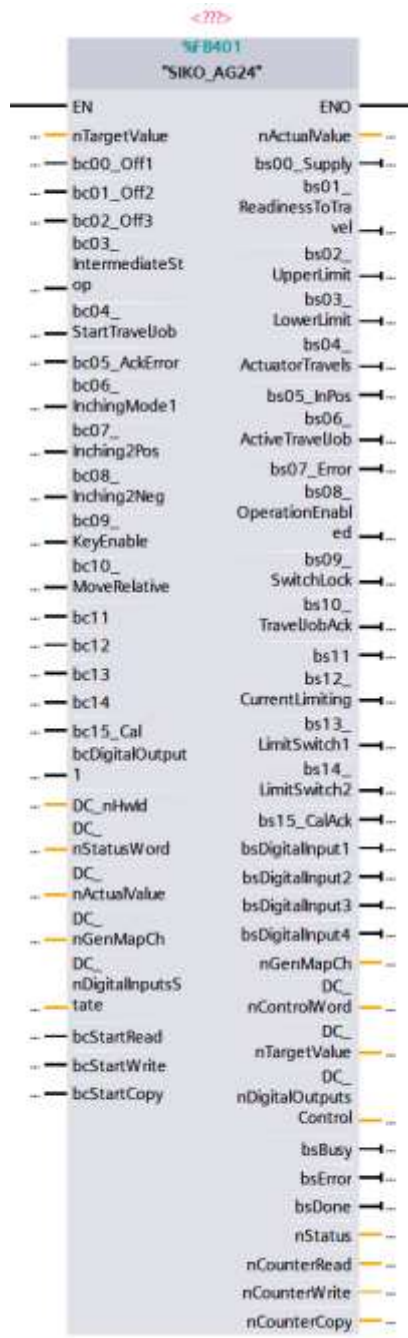 <???>
%FB401
"SIKO_AG24"
EN
nTargetValue
bc00_Off1
bc01_Off2
bc02_Off3
bc03_
IntermediateSt
op
bc04_
StartTravelJob
bc05_AckError
bc06_
InchingMode1
bc07_
Inching2Pos
bc08_
Inching2Neg
bc09_
KeyEnable
bc10_
MoveRelative
bc11
bc12
bc13
bc14
bc15_Cal
bcDigitalOutput
1
DC_nHwId
DC_
nStatusWord
DC_
nActualValue
DC_
nGenMapCh
DC_
nDigitalInputsS
tate
bcStartRead
bcStartWrite
bcStartCopy
ENO
nActualValue
bs00_Supply
bs01_
ReadinessToTra
vel
bs02_
UpperLimit
bs03_
LowerLimit
bs04_
ActuatorTravels
bs05_InPos
bs06_
ActiveTravelJob
bs07_Error
bs08_
OperationEnabl
ed
bs09_
SwitchLock
bs10_
TravelJobAck
bs11
bs12_
CurrentLimiting
bs13_
LimitSwitch1
bs14_
LimitSwitch2
bs15_CalAck
bsDigitalInput1
bsDigitalInput2
bsDigitalInput3
bsDigitalInput4
nGenMapCh
DC_
nControlWord
DC_
nTargetValue
DC_
nDigitalOutputs
Control
bsBusy
bsError
bsDone
nStatus
nCounterRead
nCounterWrite
nCounterCopy